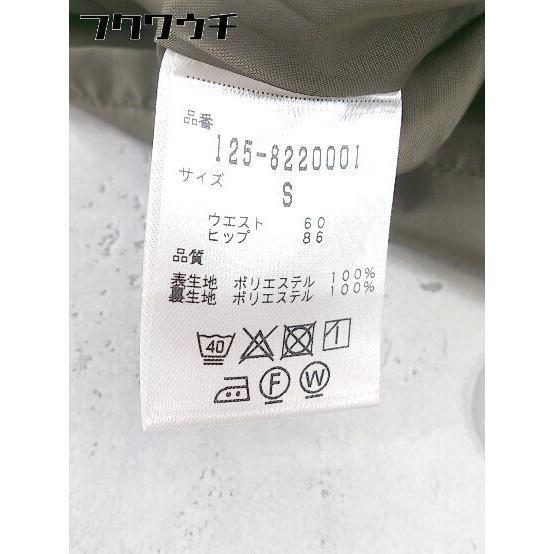 フクワウチ
品番
125-8220001
サイズ
S
ウエスト 60
ヒップ 86
品質
表生地 ポリエステル 100%
裏生地 ポリエステル 100%
40
F W